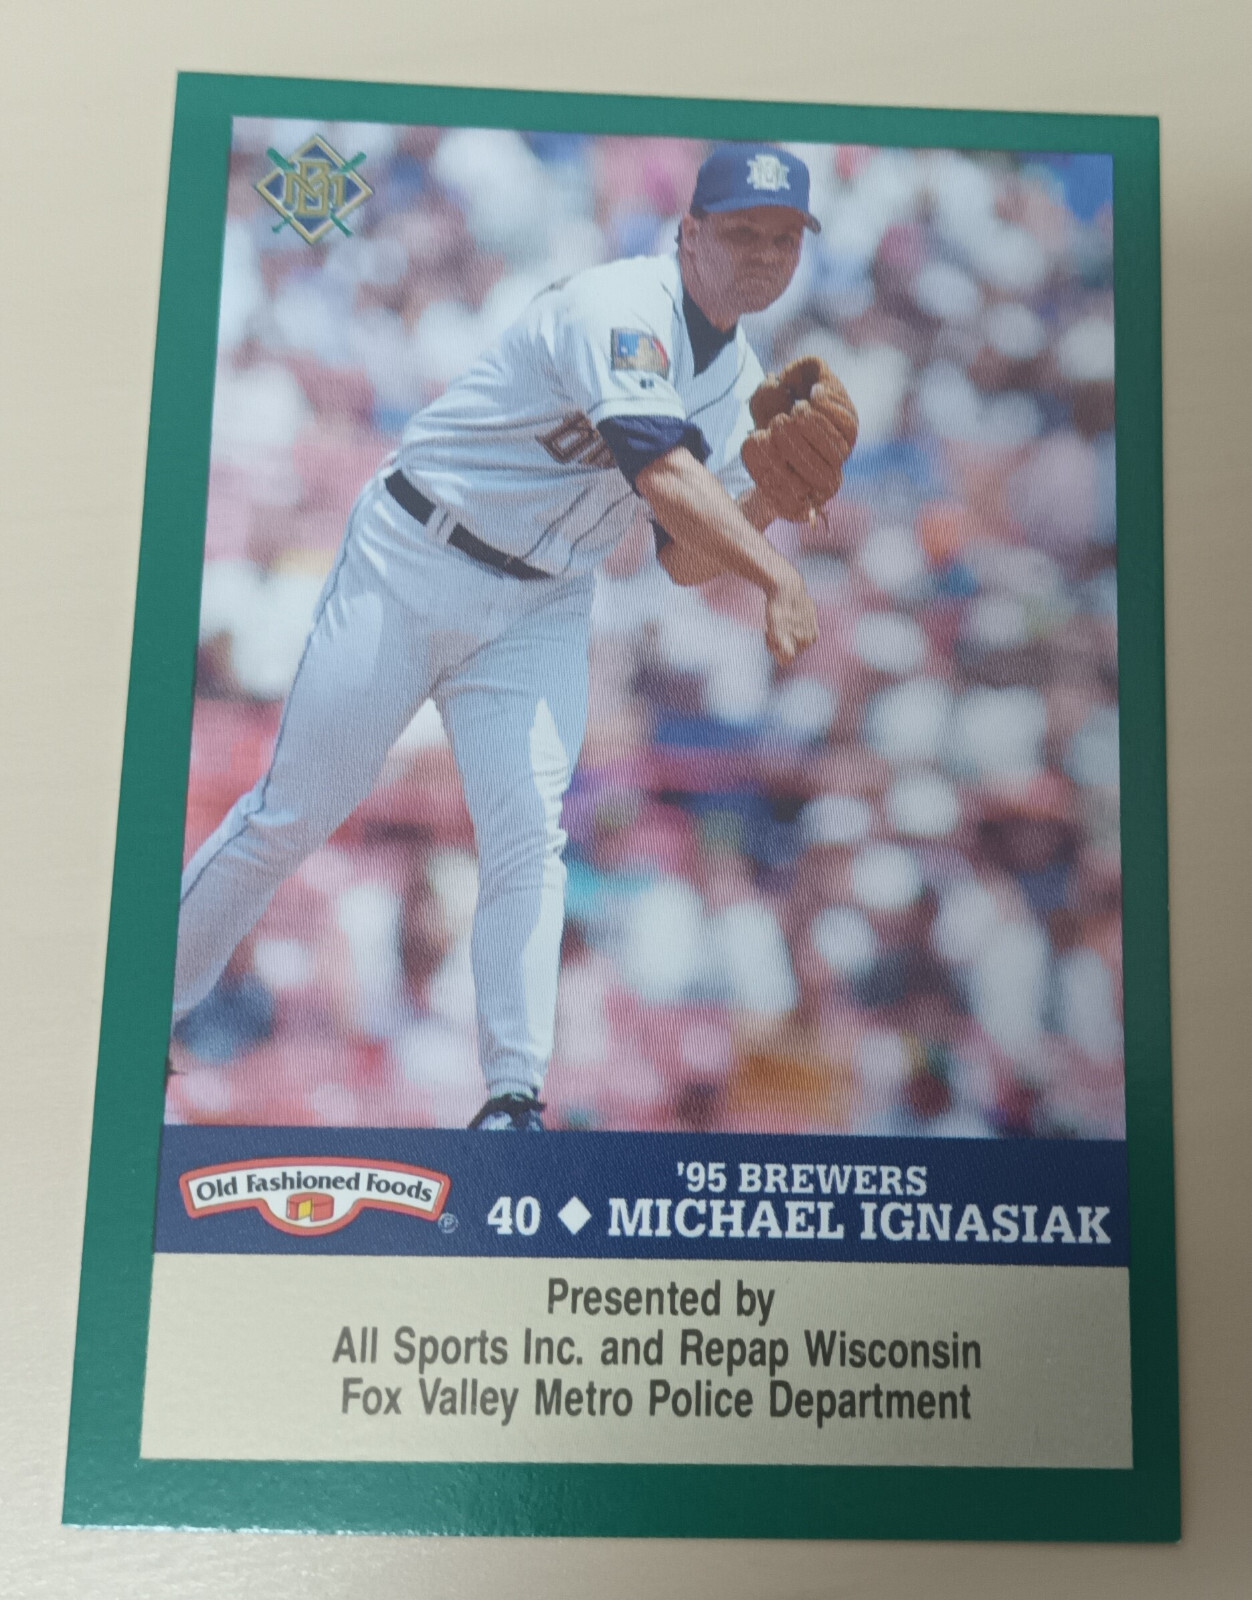 MB
Old Fashioned Foods
'95 BREWERS
40 ♦ MICHAEL IGNASIAK
Presented by
All Sports Inc. and Repap Wisconsin
Fox Valley Metro Police Department